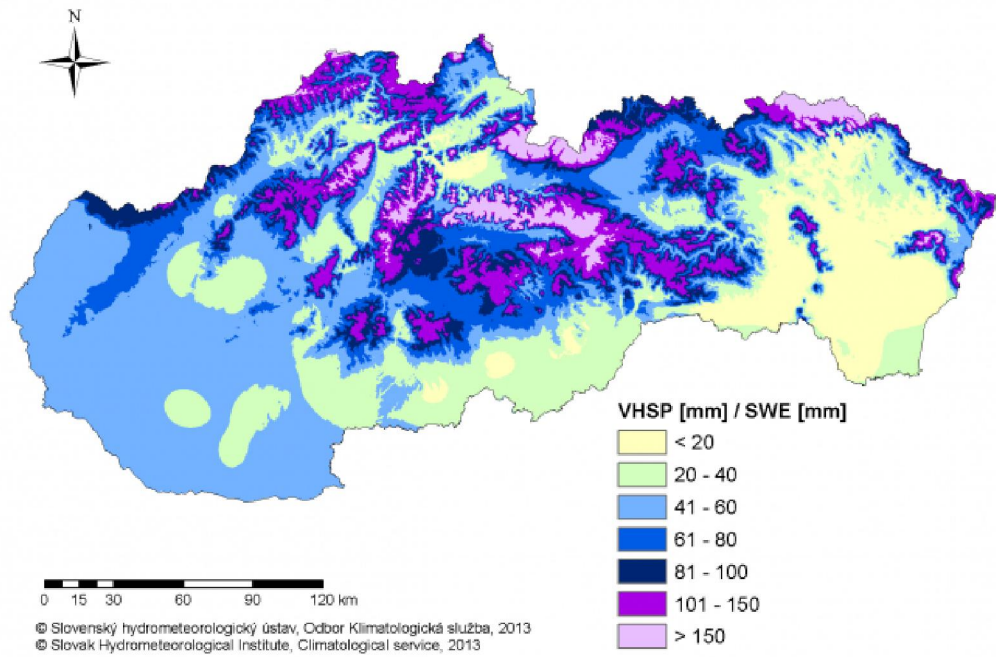 N
VHSP [mm] / SWE [mm]
< 20
20 - 40
41 - 60
61 - 80
81 - 100
101 - 150
> 150
0 15 30 60 90 120 km
© Slovenský hydrometeorologický ústav, Odbor Klimatologická služba, 2013
© Slovak Hydrometeorological Institute, Climatological service, 2013